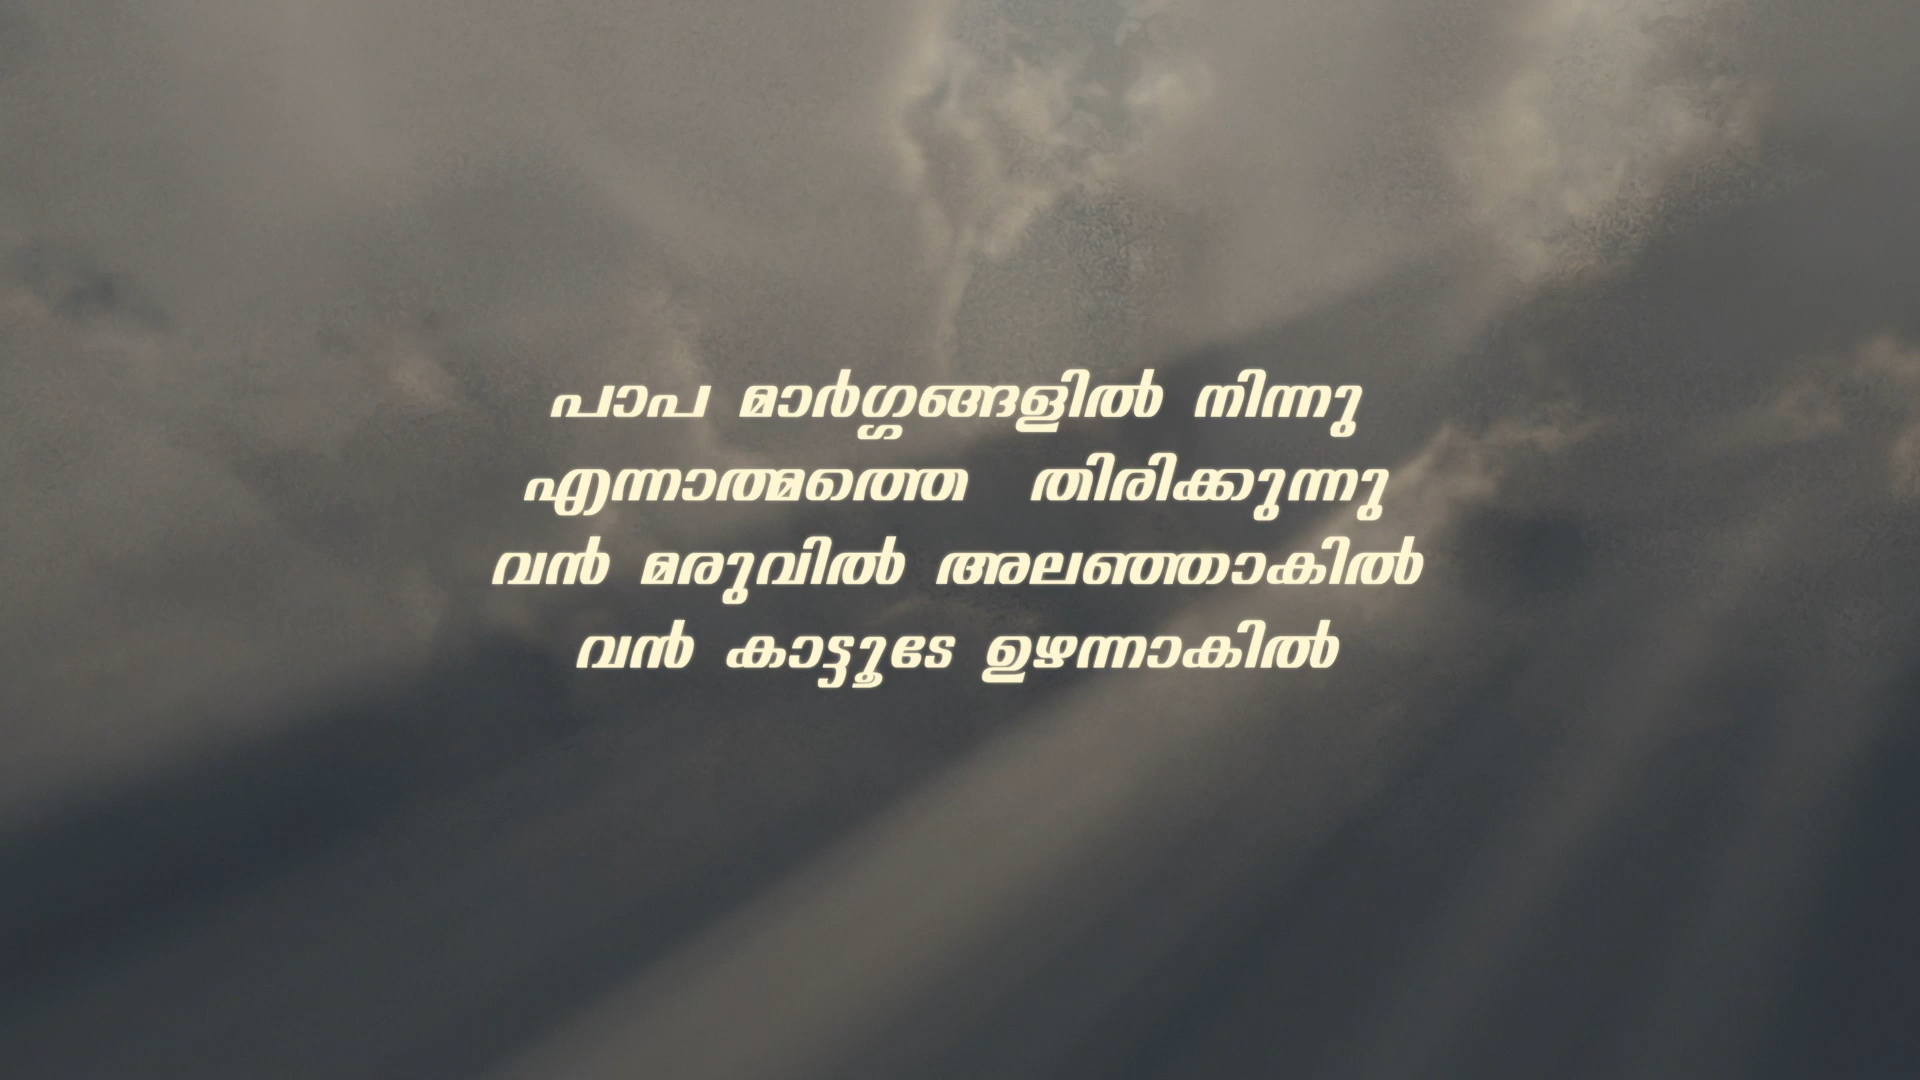 പാപ മാർഗ്ഗങ്ങളിൽ നിന്നു
എന്നാത്മത്തെ തിരിക്കുന്നു
വൻ മരുവിൽ അലഞ്ഞാകിൽ
വൻ കാട്ടൂടേ ഉഴന്നാകിൽ